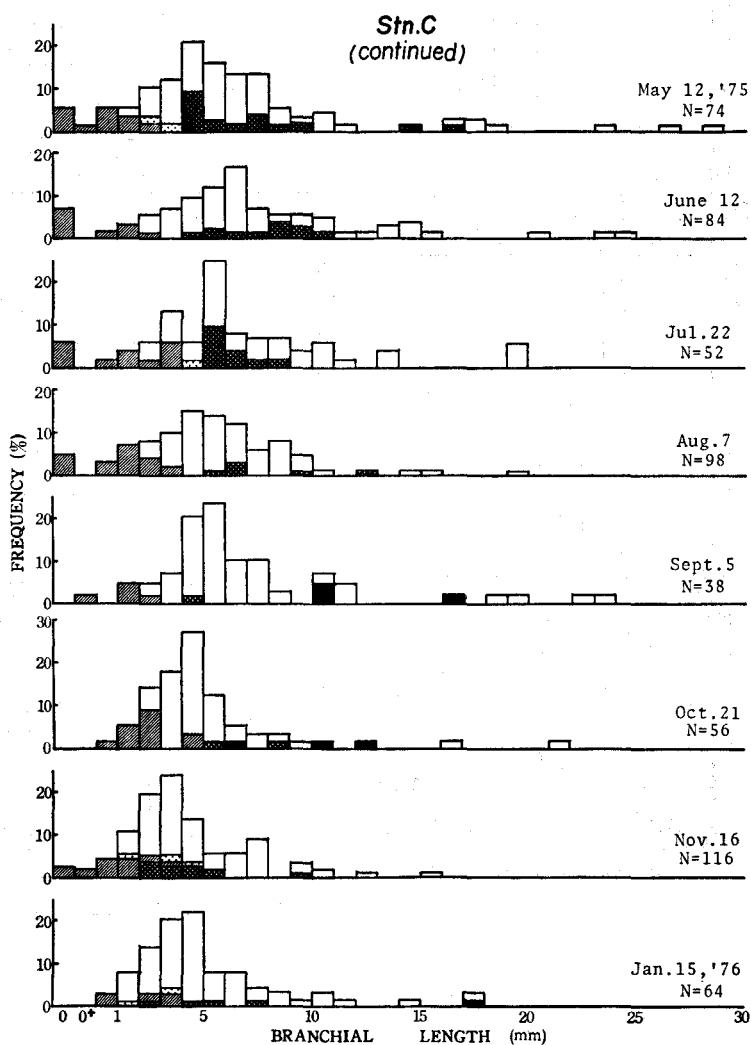 Stn.C
(continued)
20
10
0
May 12,'75
N=74
20
10
0
June 12
N=84
20
10
0
Jul.22
N=52
20
10
0
Aug.7
N=98
20
10
0
Sept.5
N=38
30
20
10
0
Oct.21
N=56
20
10
0
Nov.16
N=116
20
10
0
Jan.15,'76
N=64
FREQUENCY (%)
0 0+ 1 5 10 15 20 25 30
BRANCHIAL LENGTH (mm)